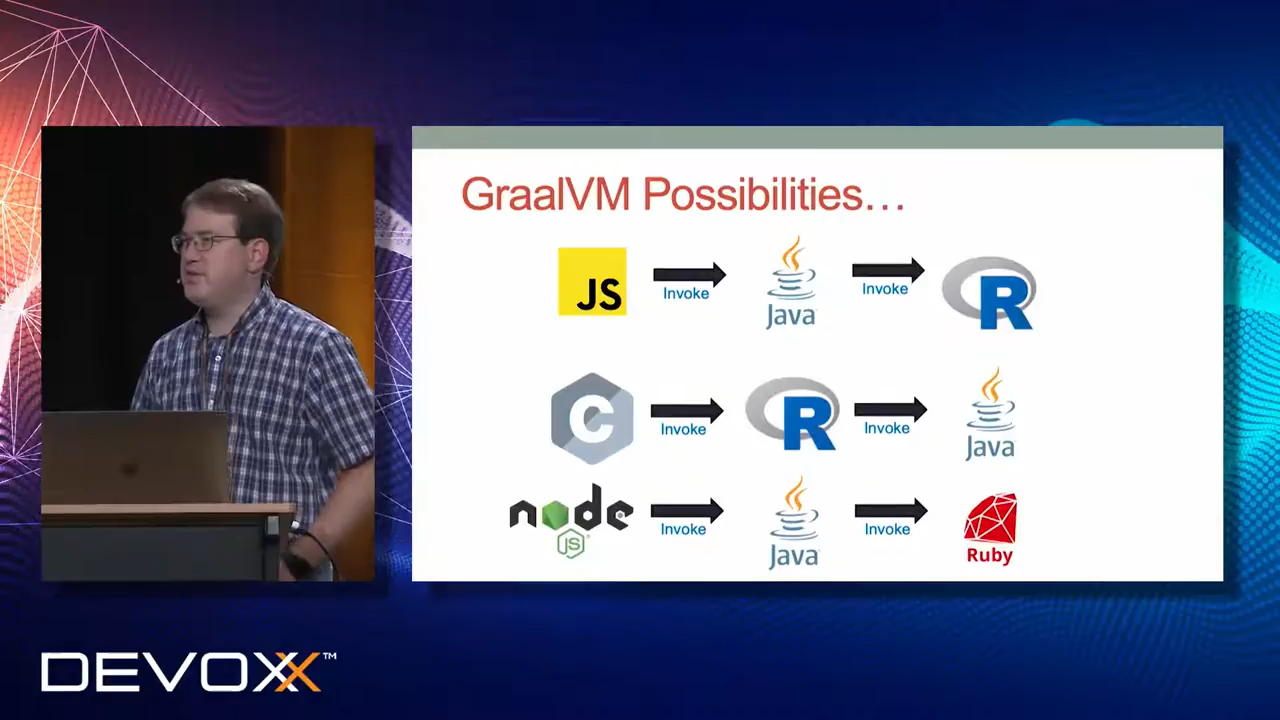 GraalVM Possibilities…
JS
Invoke
Java
Invoke
R
C
Invoke
R
Invoke
Java
node
JS
Invoke
Java
Invoke
Ruby
DEVOXX™